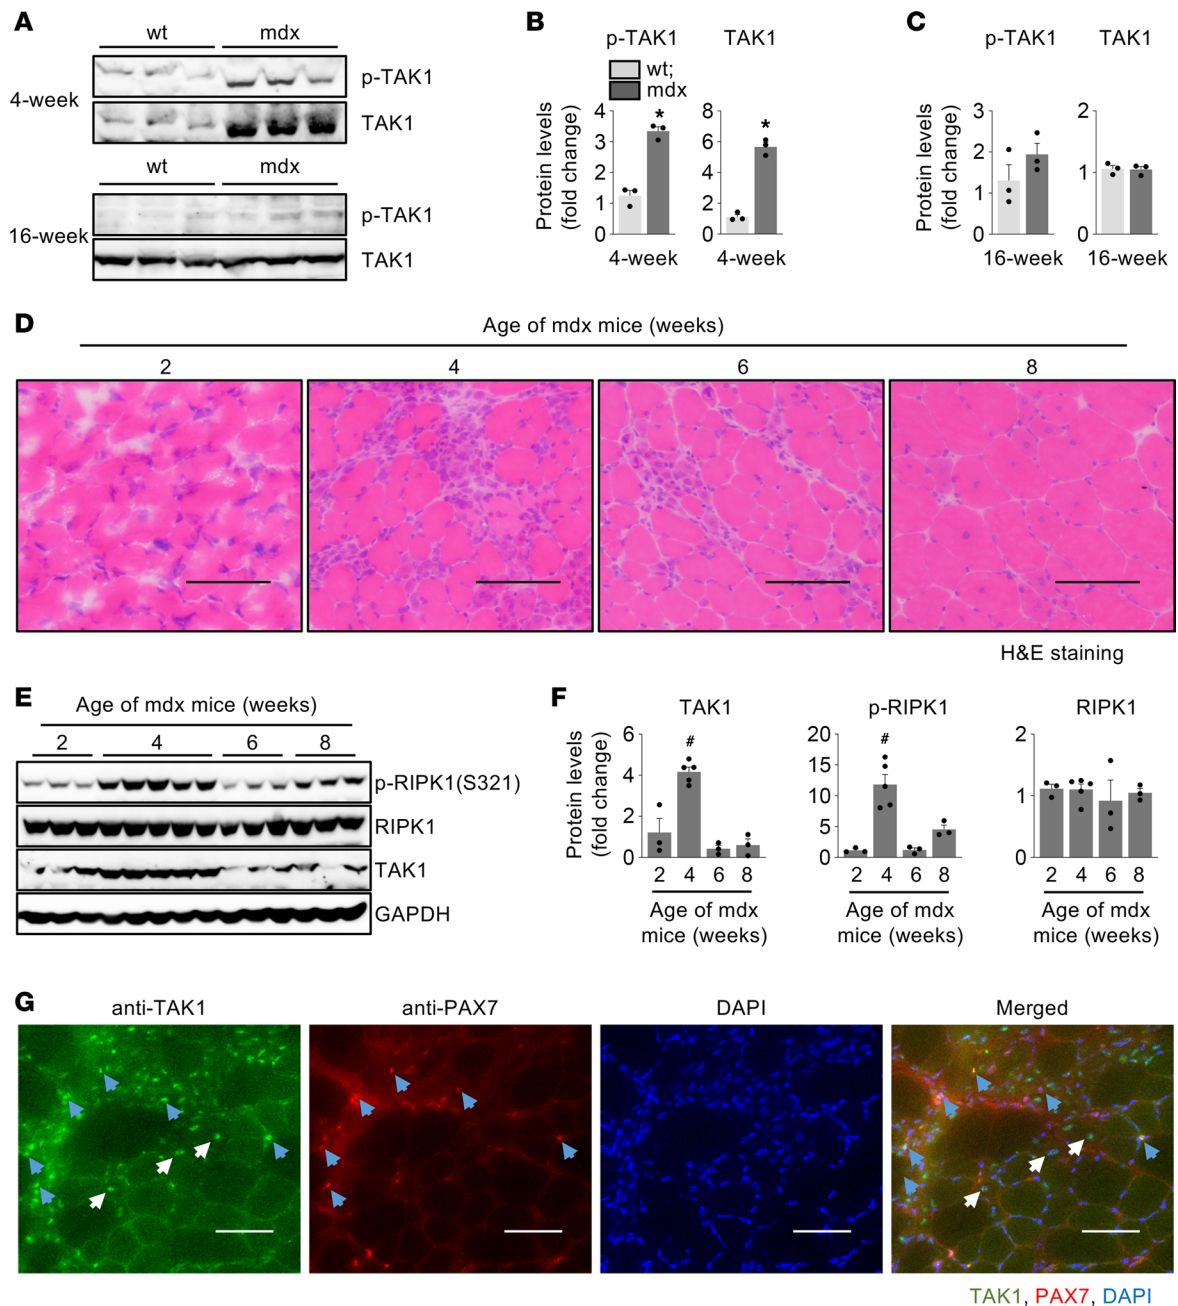 A
wt
mdx
4-week
p-TAK1
TAK1
wt
mdx
16-week
p-TAK1
TAK1
B
p-TAK1
TAK1
wt;
mdx
Protein levels
(fold change)
4
3
2
1
0
*
4-week
8
6
4
2
0
*
4-week
C
p-TAK1
TAK1
Protein levels
(fold change)
3
2
1
0
16-week
2
1
0
16-week
D
Age of mdx mice (weeks)
2
4
6
8
H&E staining
E
Age of mdx mice (weeks)
2
4
6
8
p-RIPK1(S321)
RIPK1
TAK1
GAPDH
F
TAK1
Protein levels
(fold change)
6
4
2
0
#
2 4 6 8
Age of mdx
mice (weeks)
p-RIPK1
20
15
10
5
0
#
2 4 6 8
Age of mdx
mice (weeks)
RIPK1
2
1
0
2 4 6 8
Age of mdx
mice (weeks)
G
anti-TAK1
anti-PAX7
DAPI
Merged
TAK1, PAX7, DAPI